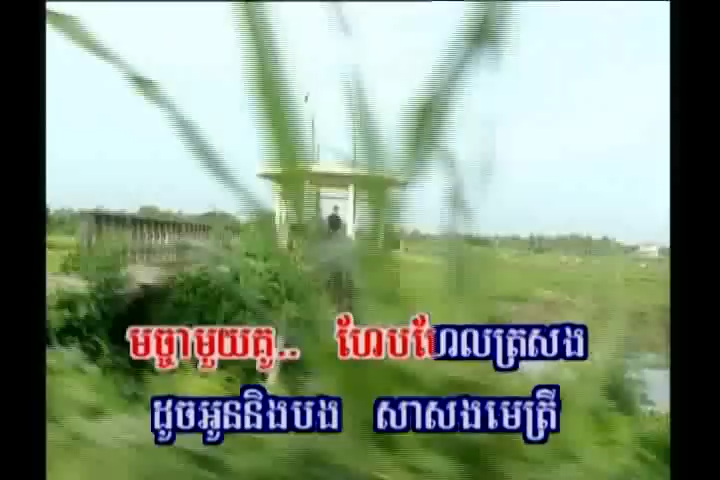 មច្ឆាមួយគូ.. ហែបហែលត្រសង
ដូចអូននិងបង សាសងមេត្រី